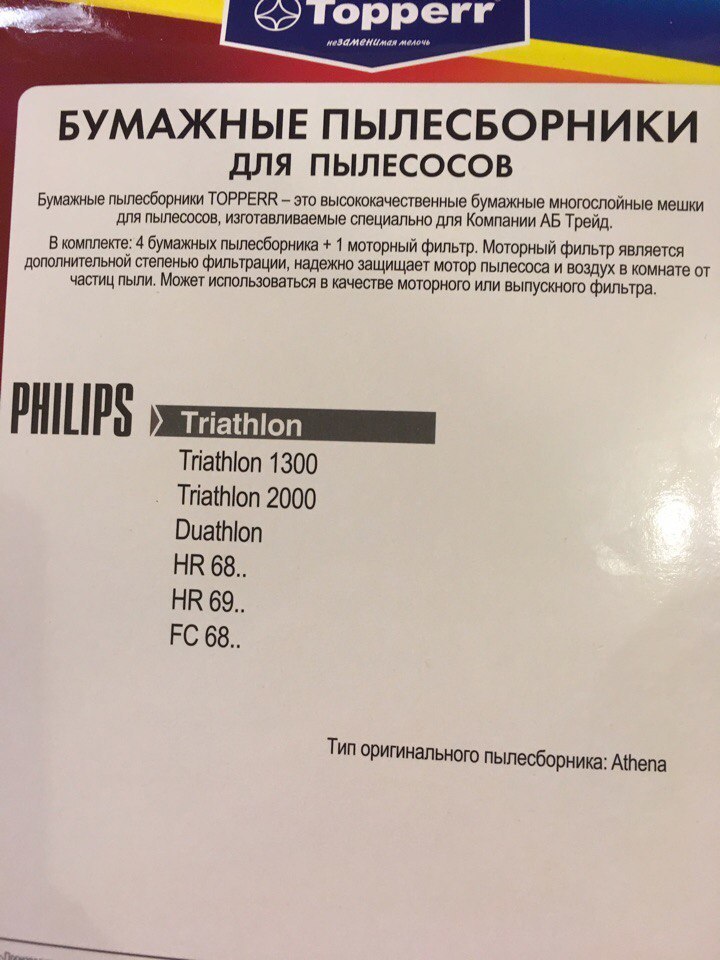 Topperr
незаменимая мелочь
БУМАЖНЫЕ ПЫЛЕСБОРНИКИ
ДЛЯ ПЫЛЕСОСОВ
Бумажные пылесборники TOPPERR – это высококачественные бумажные многослойные мешки
для пылесосов, изготавливаемые специально для Компании АБ Трейд.
В комплекте: 4 бумажных пылесборника + 1 моторный фильтр. Моторный фильтр является
дополнительной степенью фильтрации, надежно защищает мотор пылесоса и воздух в комнате от
частиц пыли. Может использоваться в качестве моторного или выпускного фильтра.
PHILIPS Triathlon
Triathlon 1300
Triathlon 2000
Duathlon
HR 68..
HR 69..
FC 68..
Тип оригинального пылесборника: Athena